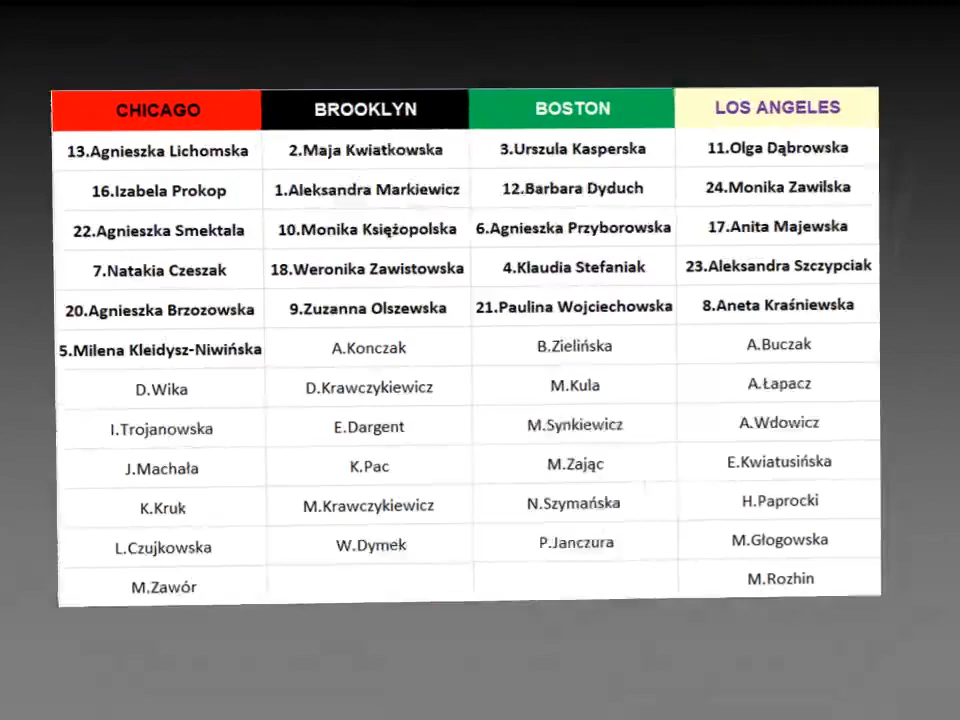 CHICAGO BROOKLYN BOSTON LOS ANGELES
13.Agnieszka Lichomska 2.Maja Kwiatkowska 3.Urszula Kasperska 11.Olga Dąbrowska
16.Izabela Prokop 1.Aleksandra Markiewicz 12.Barbara Dyduch 24.Monika Zawilska
22.Agnieszka Smektala 10.Monika Księżopolska 6.Agnieszka Przyborowska 17.Anita Majewska
7.Natakia Czeszak 18.Weronika Zawistowska 4.Klaudia Stefaniak 23.Aleksandra Szczypciak
20.Agnieszka Brzozowska 9.Zuzanna Olszewska 21.Paulina Wojciechowska 8.Aneta Kraśniewska
5.Milena Kleidysz-Niwińska A.Konczak B.Zielińska A.Buczak
D.Wika D.Krawczykiewicz M.Kula A.Łapacz
I.Trojanowska E.Dargent M.Synkiewicz A.Wdowicz
J.Machała K.Pac M.Zając E.Kwiatusińska
K.Kruk M.Krawczykiewicz N.Szymańska H.Paprocki
L.Czujkowska W.Dymek P.Janczura M.Głogowska
M.Zawór M.Rozhin